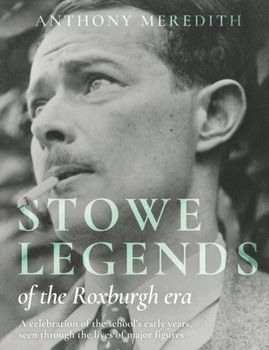 ANTHONY MEREDITH
STOWE
LEGENDS
of the Roxburgh era
A celebration of the school's early years,
seen through the lives of major figures